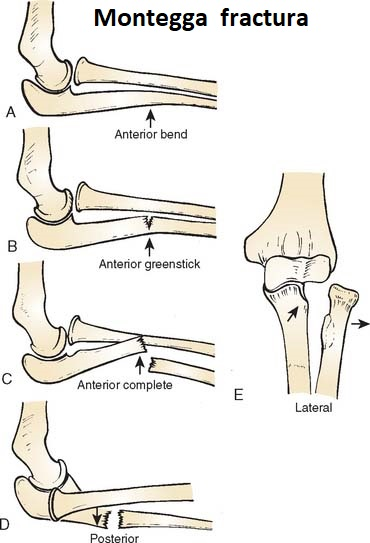 Montegga fractura
A
Anterior bend
B
Anterior greenstick
C
Anterior complete
D
Posterior
E
Lateral